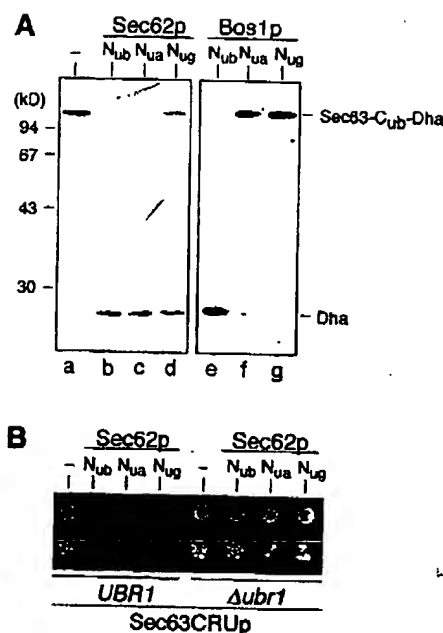 A
Sec62p Bos1p
– Nub Nua Nug Nub Nua Nug
(kD)
94 – – Sec63-Cub-Dha
67 –
43 –
30 –
– Dha
a b c d e f g
B
Sec62p Sec62p
– Nub Nua Nug – Nub Nua Nug
UBR1 Δubr1
Sec63CRUp